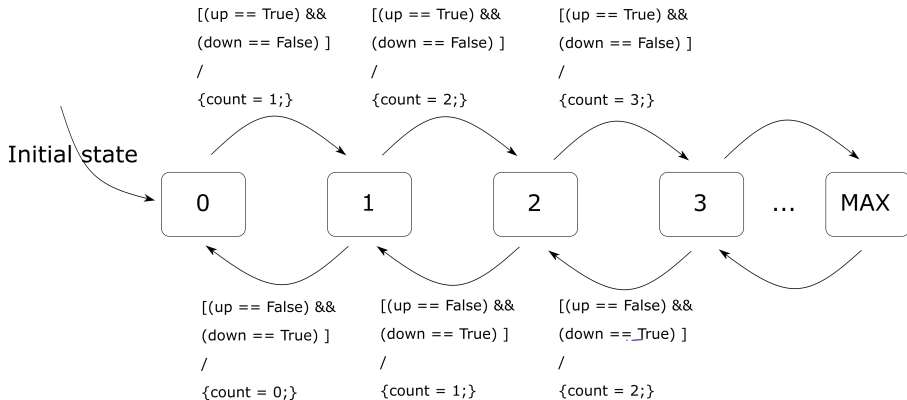 [(up == True) &&
(down == False) ]
/
{count = 1;}
[(up == True) &&
(down == False) ]
/
{count = 2;}
[(up == True) &&
(down == False) ]
/
{count = 3;}
Initial state
0
1
2
3
...
MAX
[(up == False) &&
(down == True) ]
/
{count = 0;}
[(up == False) &&
(down == True) ]
/
{count = 1;}
[(up == False) &&
(down == True) ]
/
{count = 2;}